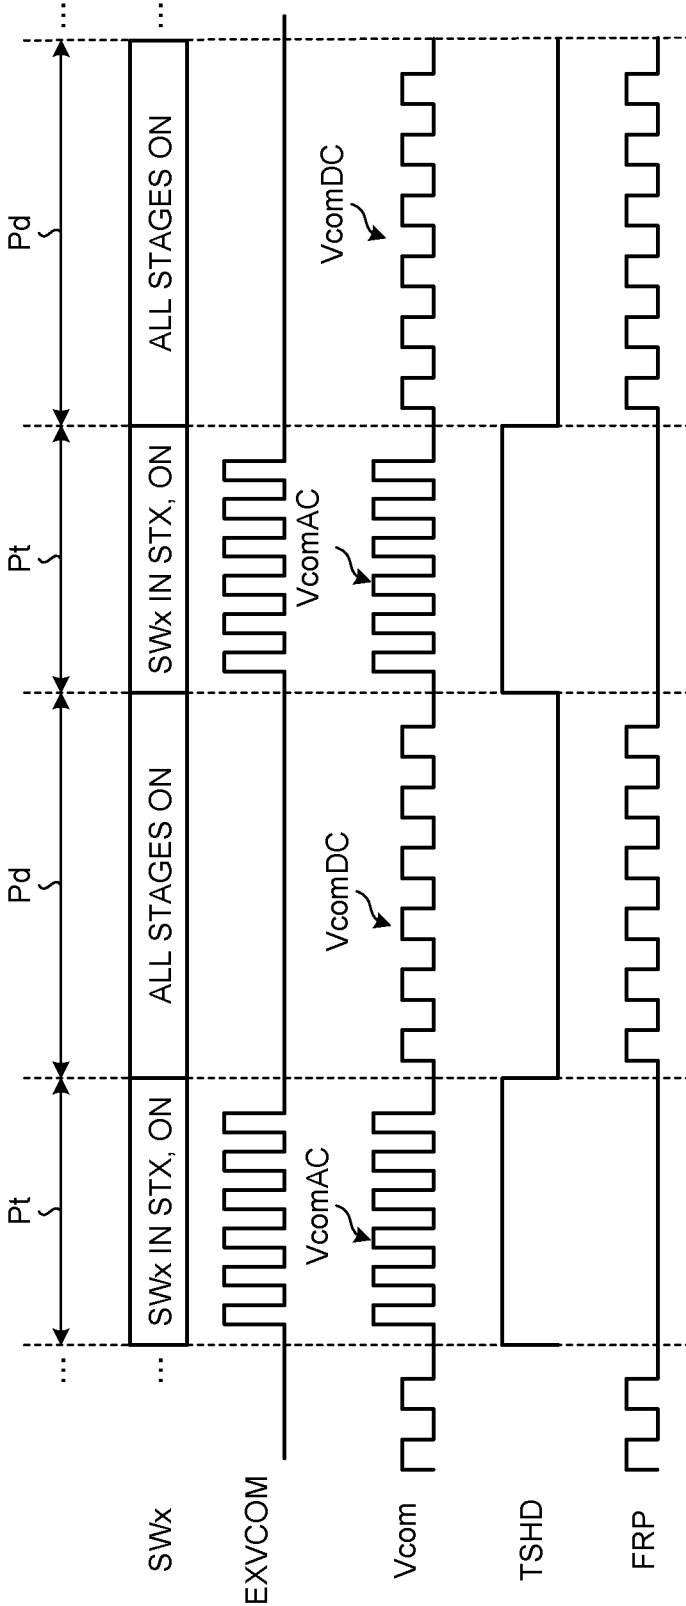 Pt
Pd
Pt
Pd
...
...
SWx
...
SWx IN STX, ON
ALL STAGES ON
SWx IN STX, ON
ALL STAGES ON
...
EXVCOM
VcomAC
VcomDC
VcomAC
VcomDC
Vcom
TSHD
FRP